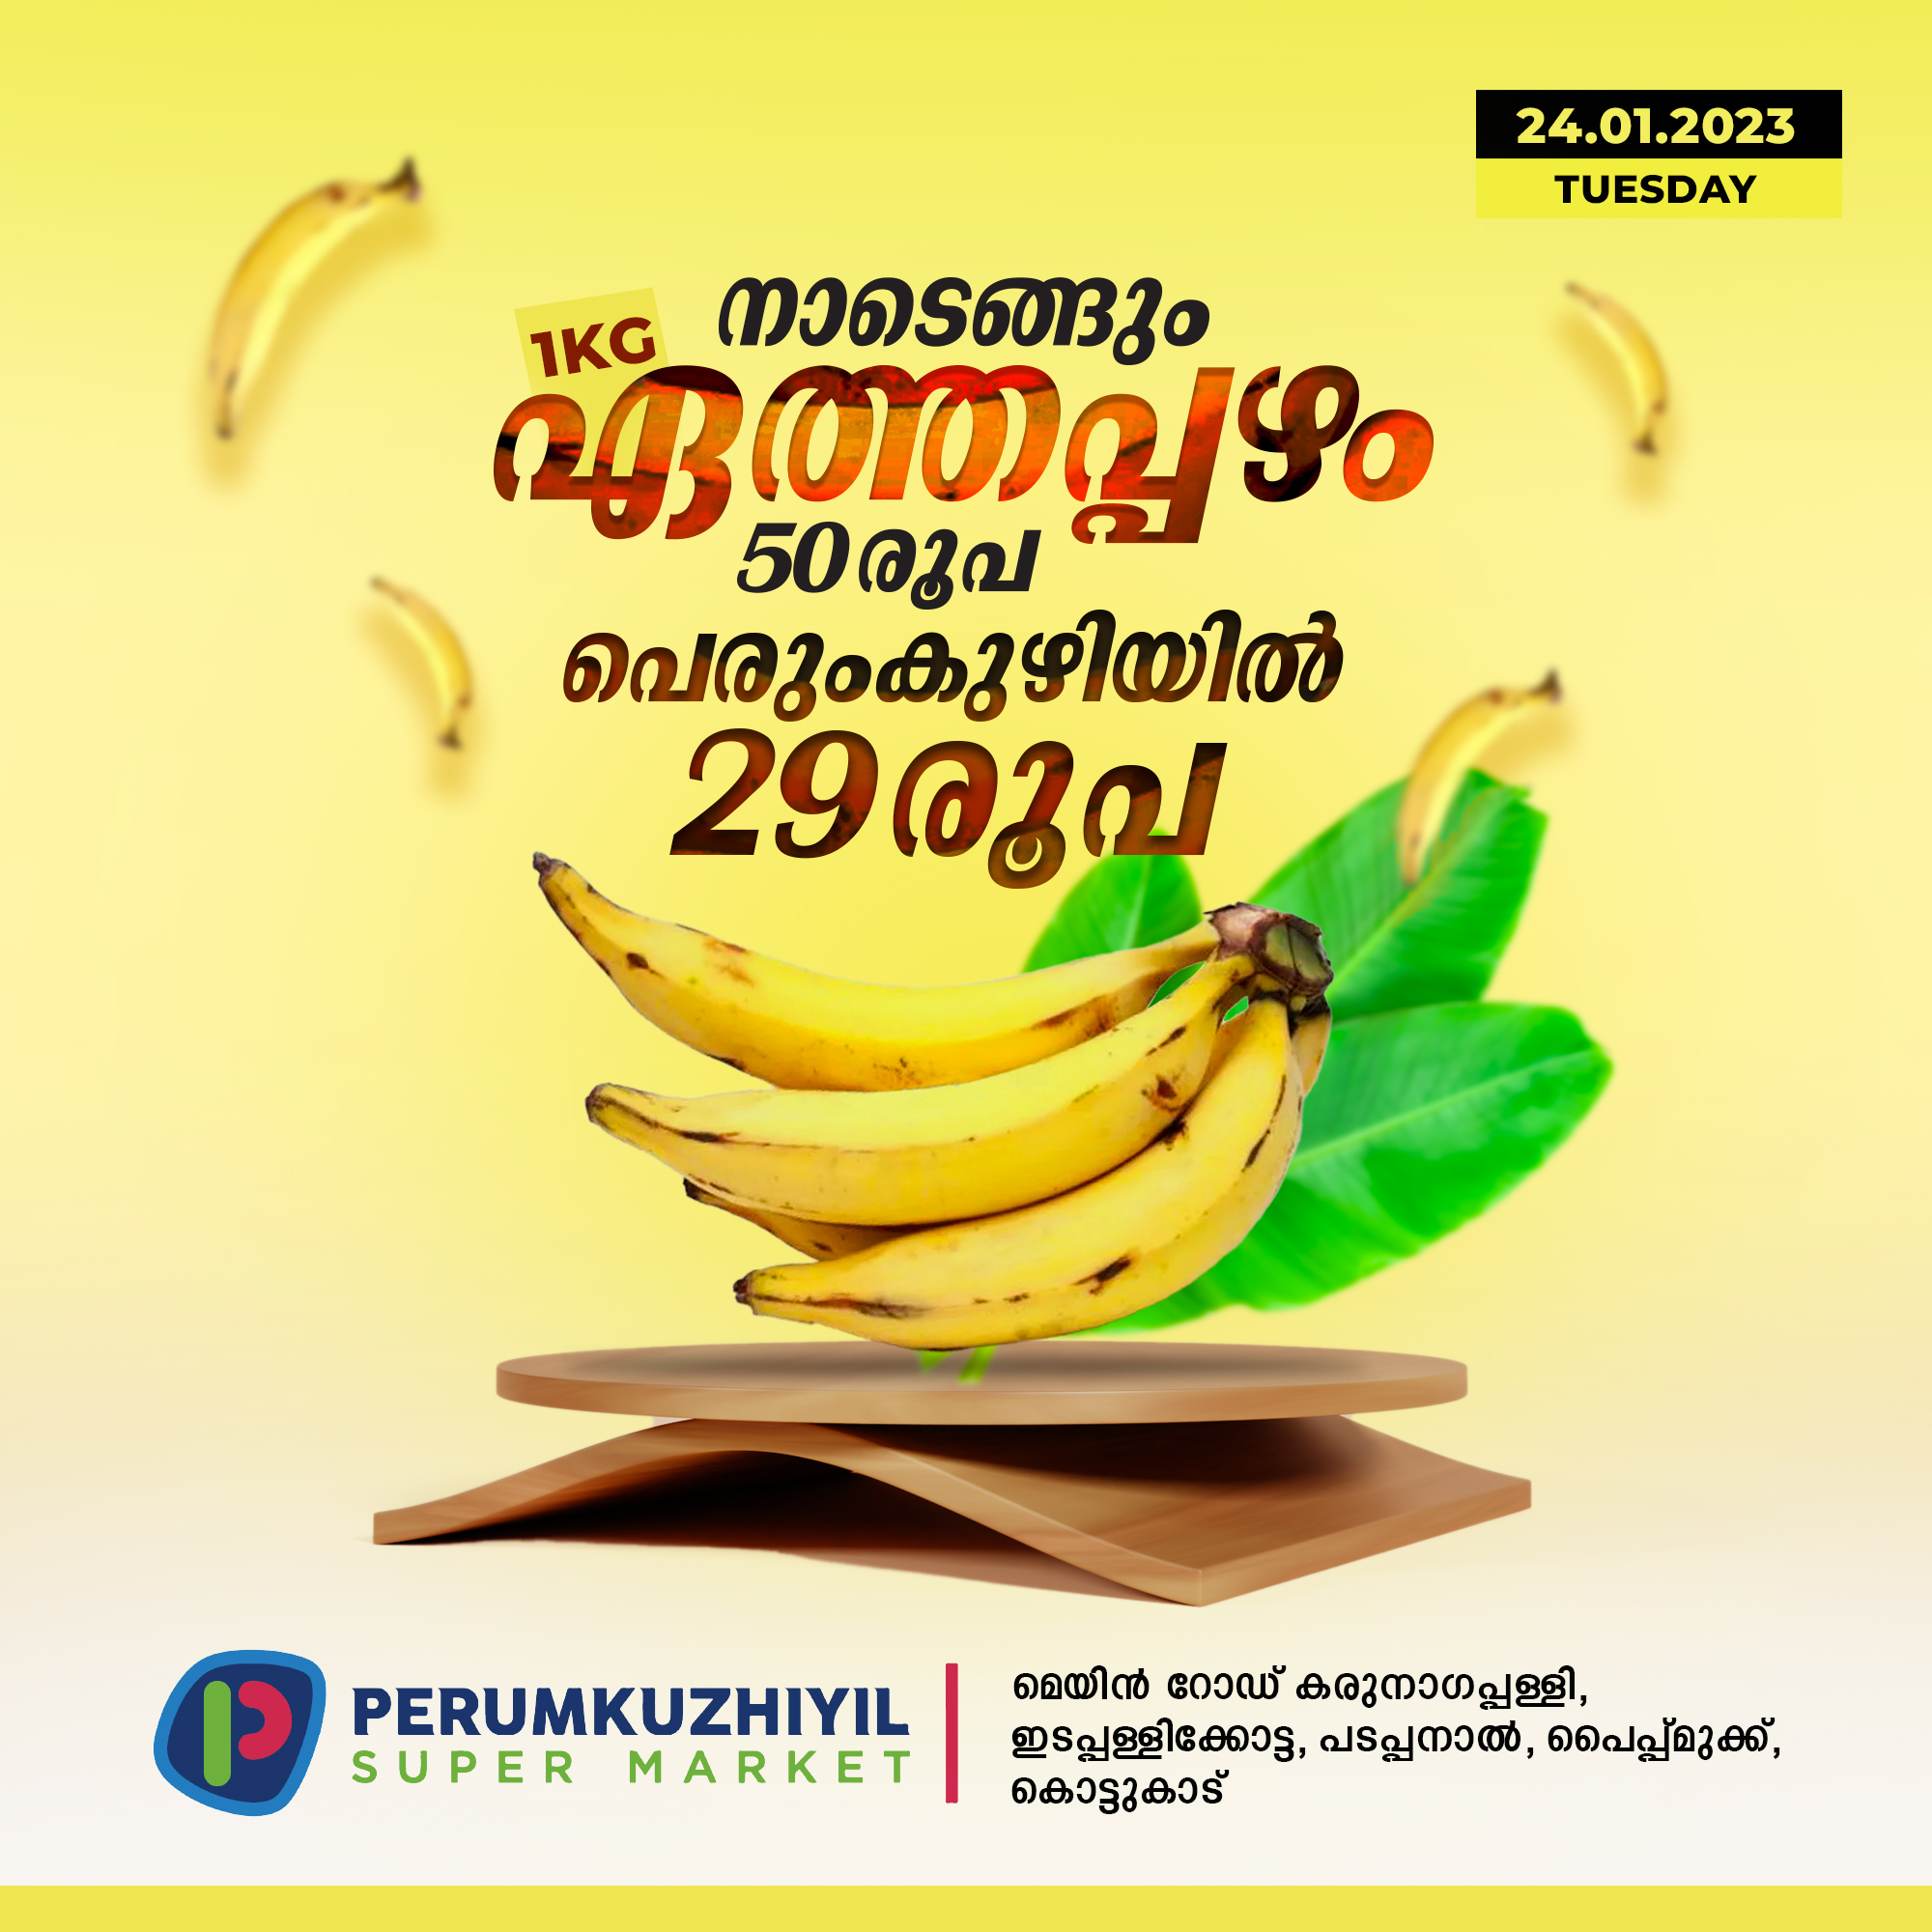 24.01.2023
TUESDAY
നാടെങ്ങും
1KG
ഏത്തപ്പഴം
50 രൂപ
പെരുംകുഴിയിൽ
29 രൂപ
PERUMKUZHIYIL
SUPER MARKET
മെയിൻ റോഡ് കരുനാഗപ്പള്ളി,
ഇടപ്പള്ളിക്കോട്ട, പടപ്പനാൽ, പൈപ്പ്മുക്ക്,
കൊട്ടുകാട്